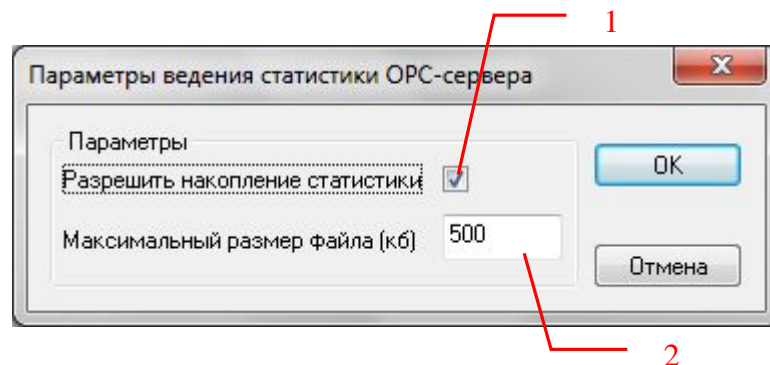 1
Параметры ведения статистики OPC-сервера
Параметры
Разрешить накопление статистики
OK
Максимальный размер файла (кб) 500
Отмена
2